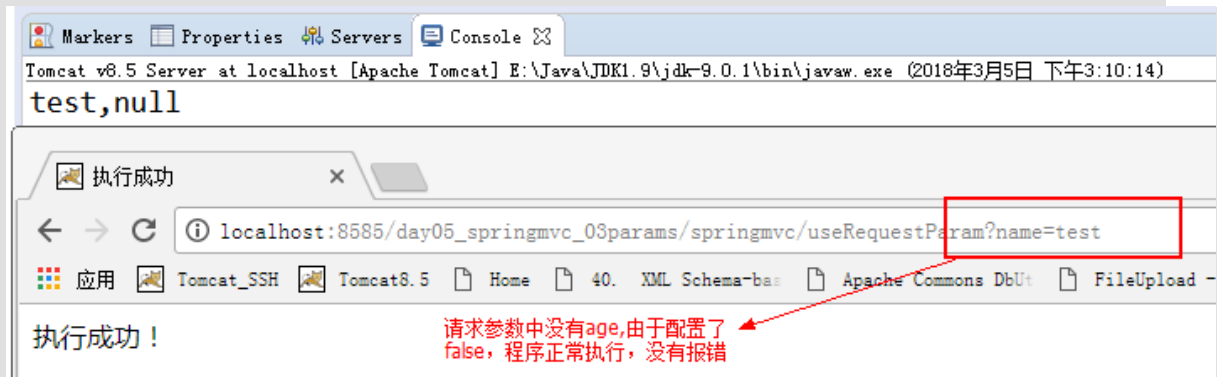 Markers Properties Servers Console
Tomcat v8.5 Server at localhost [Apache Tomcat] E:\Java\JDK1.9\jdk-9.0.1\bin\javaw.exe (2018年3月5日 下午3:10:14)
test,null
执行成功
localhost:8585/day05_springmvc_03params/springmvc/useRequestParam?name=test
应用 Tomcat_SSH Tomcat8.5 Home 40. XML Schema-bas Apache Commons DbUt FileUpload -
请求参数中没有age,由于配置了
false，程序正常执行，没有报错
执行成功！